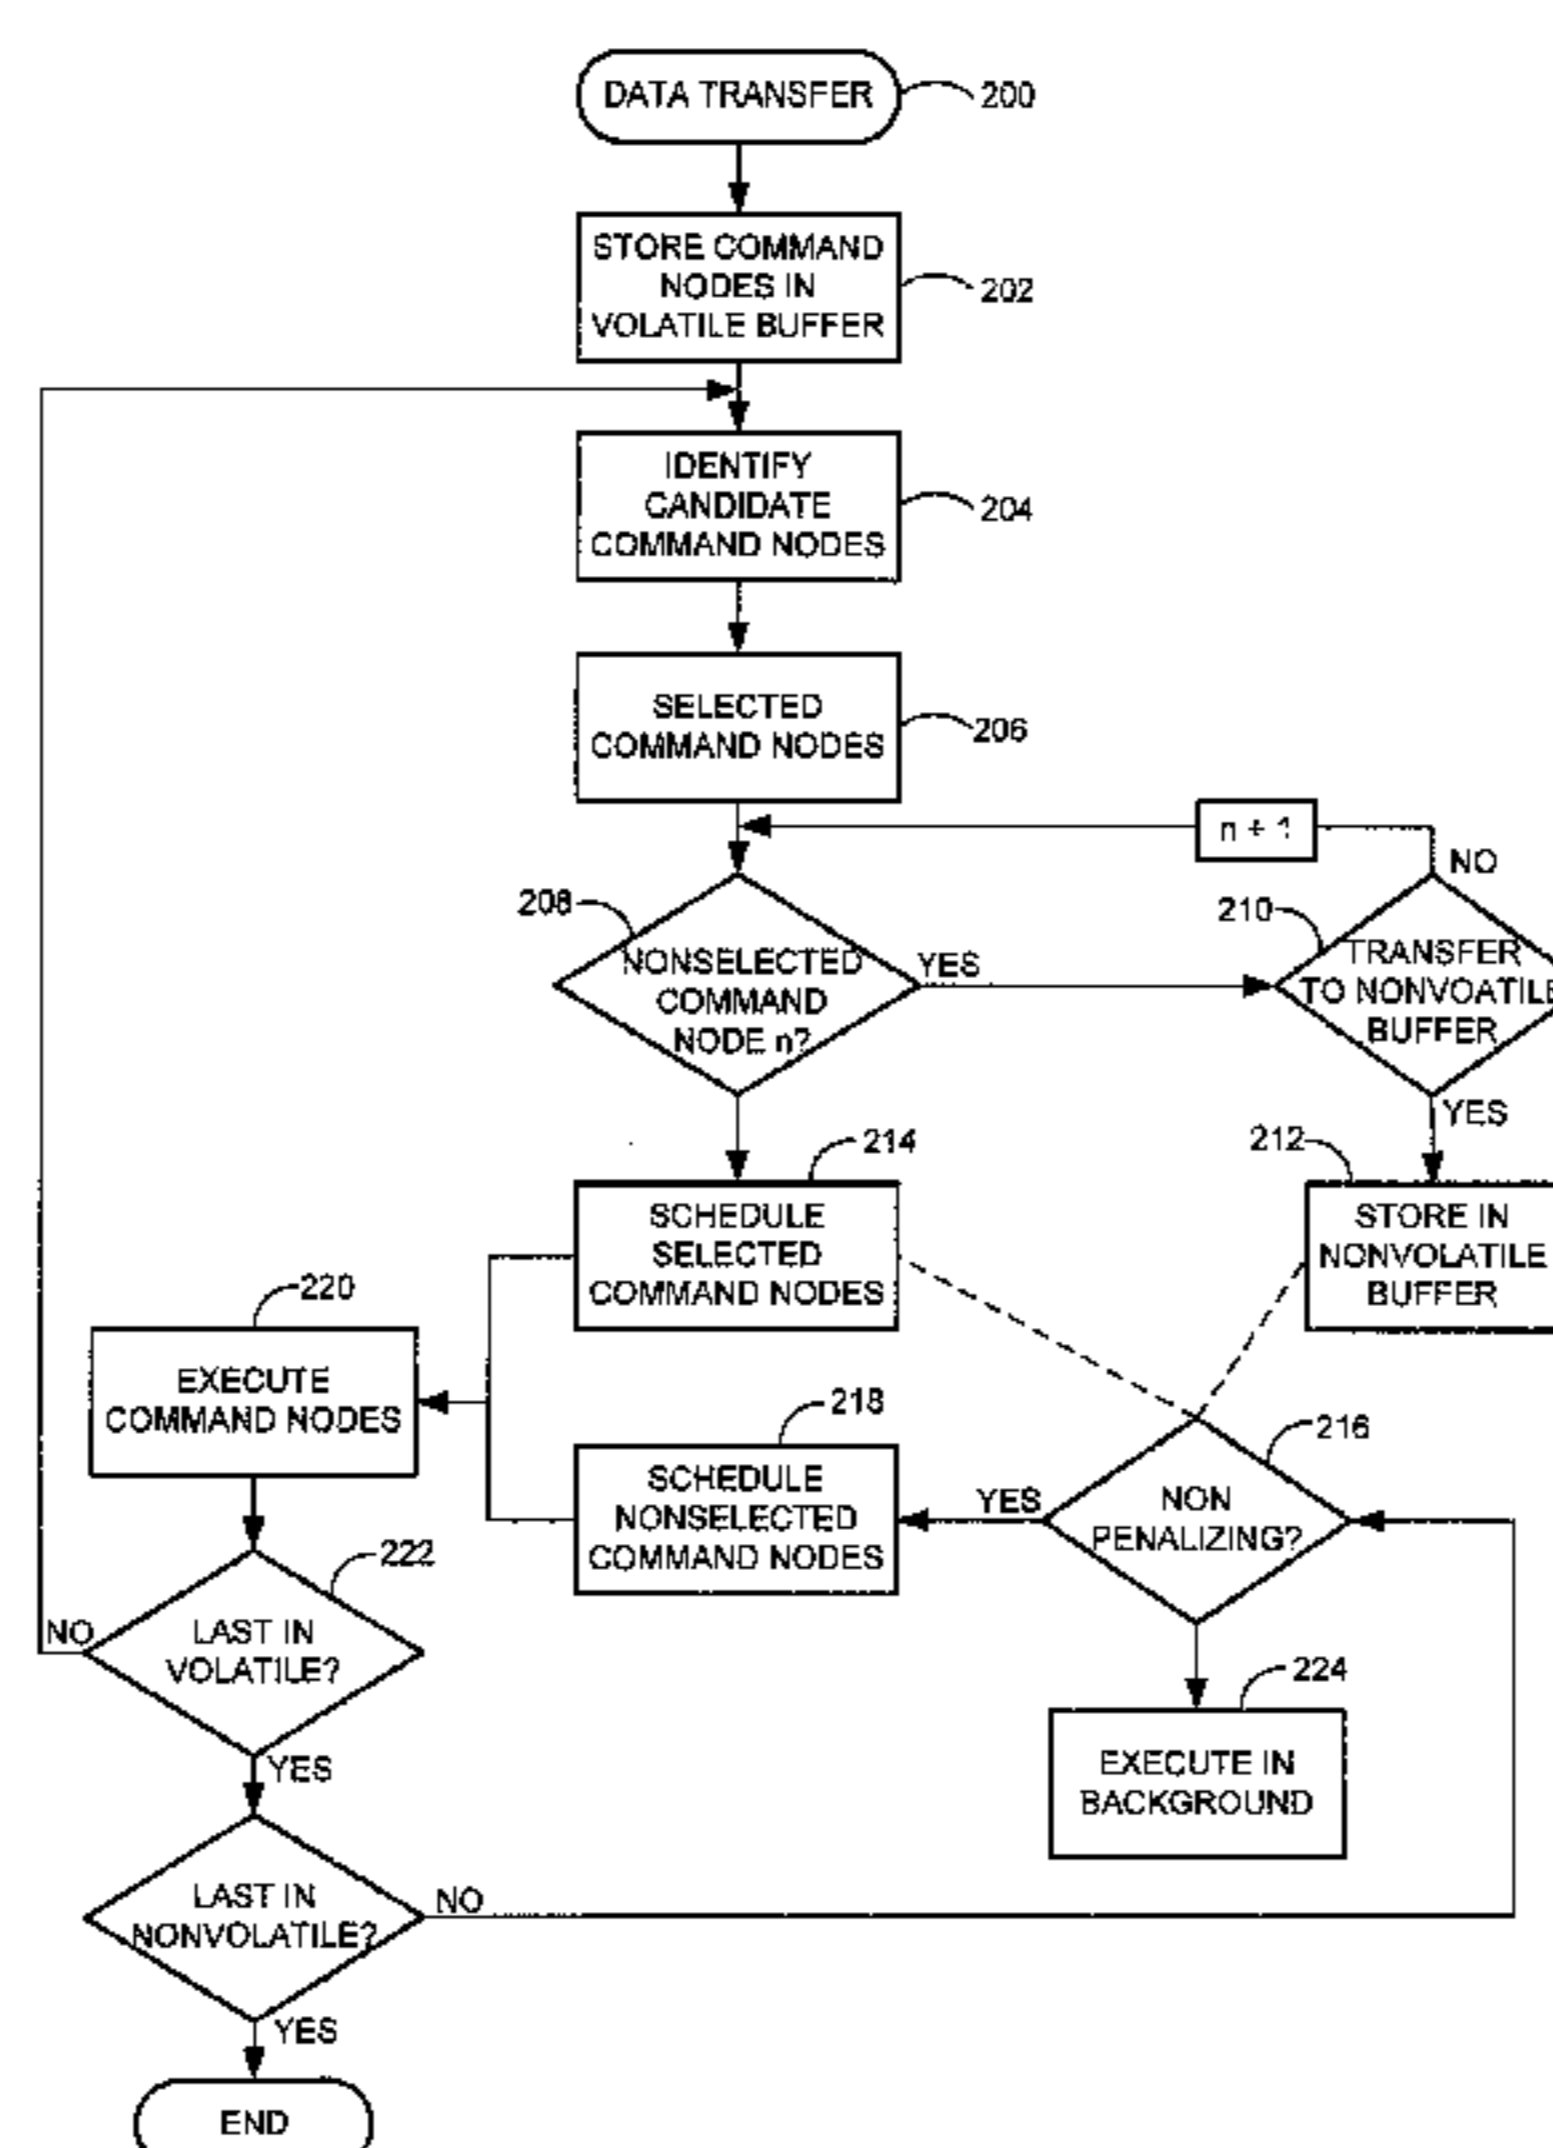 DATA TRANSFER
200
STORE COMMAND
NODES IN
VOLATILE BUFFER
202
IDENTIFY
CANDIDATE
COMMAND NODES
204
SELECTED
COMMAND NODES
206
n + 1
NO
208
NONSELECTED
COMMAND
NODE n?
YES
210
TRANSFER
TO NONVOATILE
BUFFER
YES
214
SCHEDULE
SELECTED
COMMAND NODES
212
STORE IN
NONVOLATILE
BUFFER
220
EXECUTE
COMMAND NODES
218
SCHEDULE
NONSELECTED
COMMAND NODES
YES
216
NON
PENALIZING?
222
NO
LAST IN
VOLATILE?
YES
224
EXECUTE IN
BACKGROUND
LAST IN
NONVOLATILE?
NO
YES
END